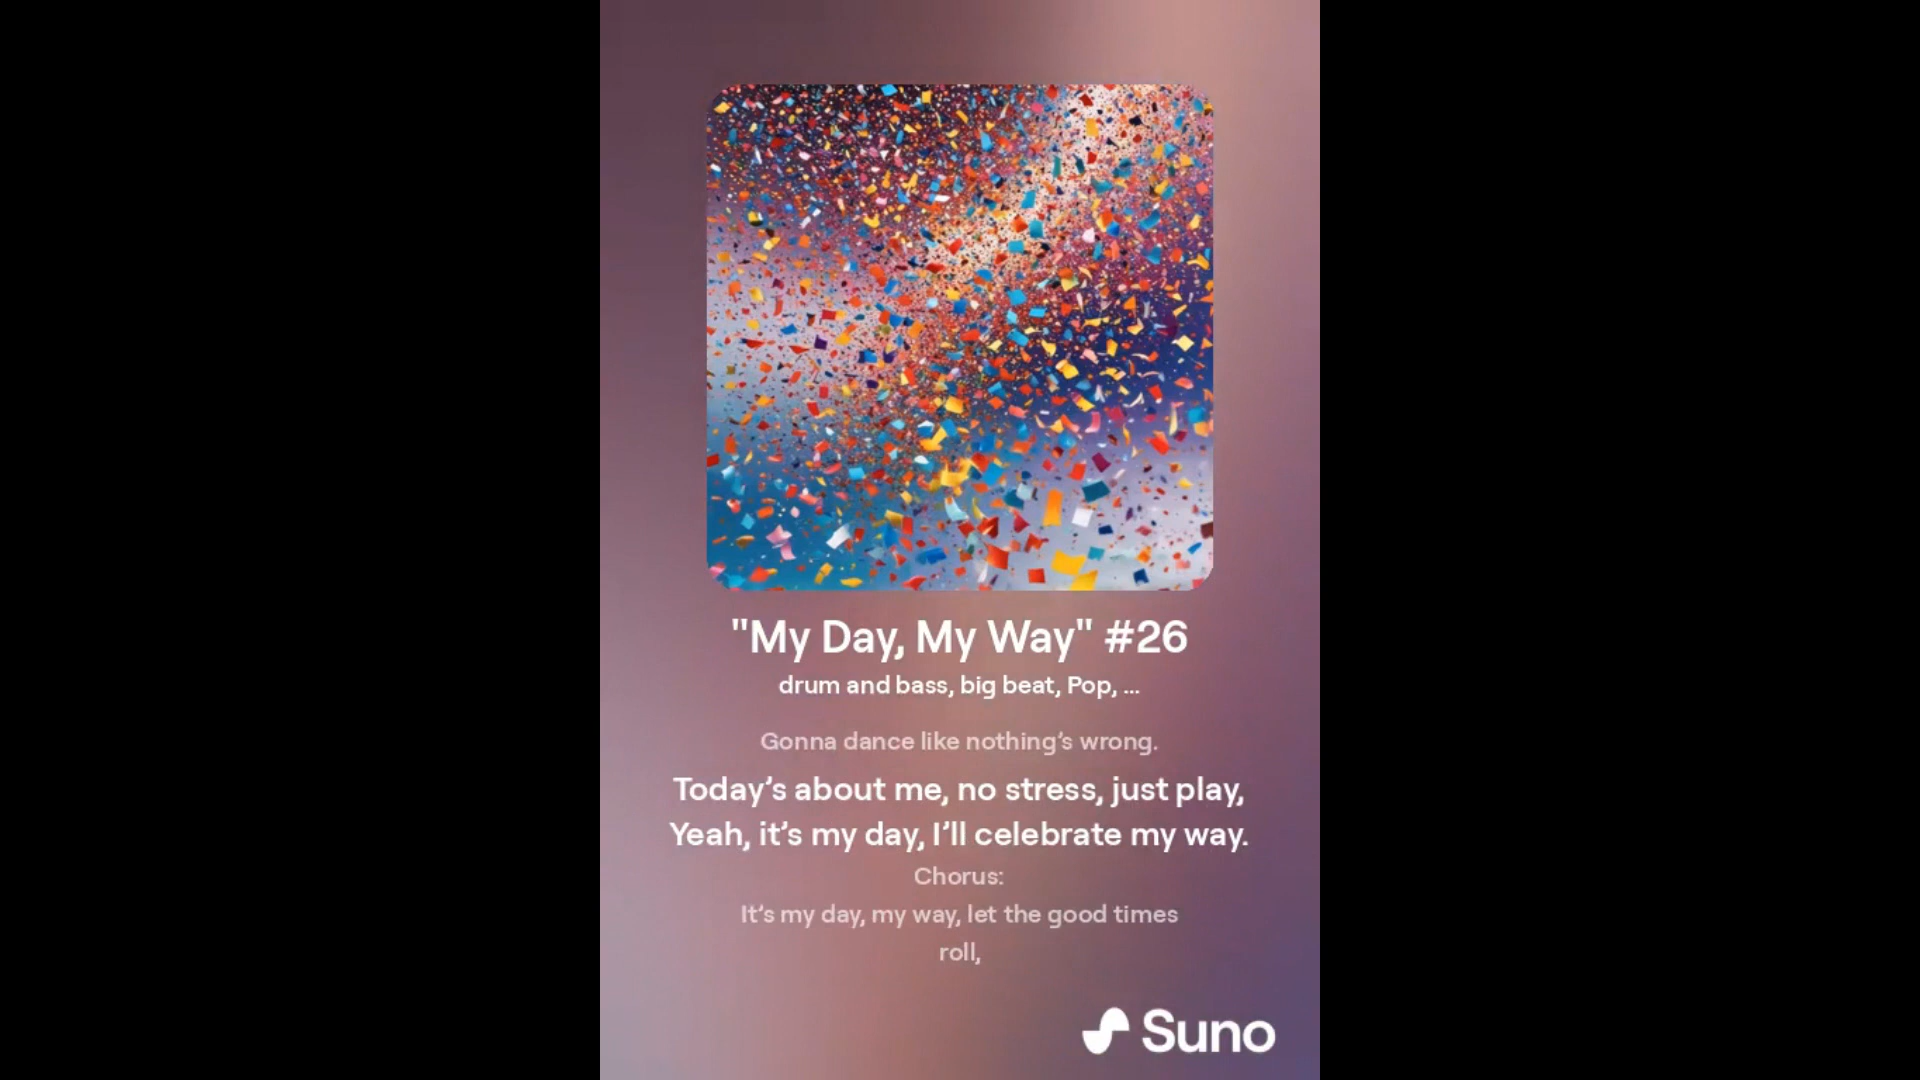 "My Day, My Way" #26
drum and bass, big beat, Pop, ...
Gonna dance like nothing’s wrong.
Today’s about me, no stress, just play,
Yeah, it’s my day, I’ll celebrate my way.
Chorus:
It’s my day, my way, let the good times
roll,
Suno